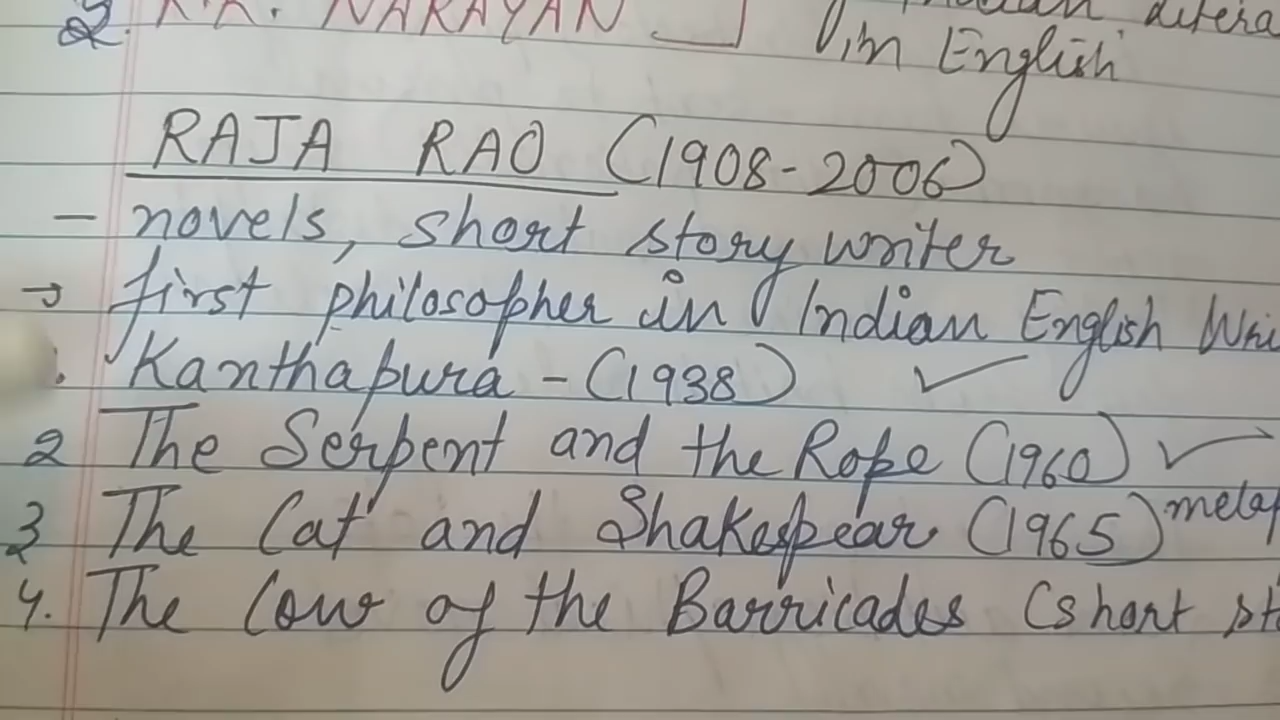 2. R.K. NARAYAN
in English
RAJA RAO (1908-2006)
- novels, short story writer
→ first philosopher in Indian English
. Kanthapura - (1938) ✓
2 The Serpent and the Rope (1960) ✓
3 The Cat and Shakespear (1965)
4. The Cow of the Barricades (short